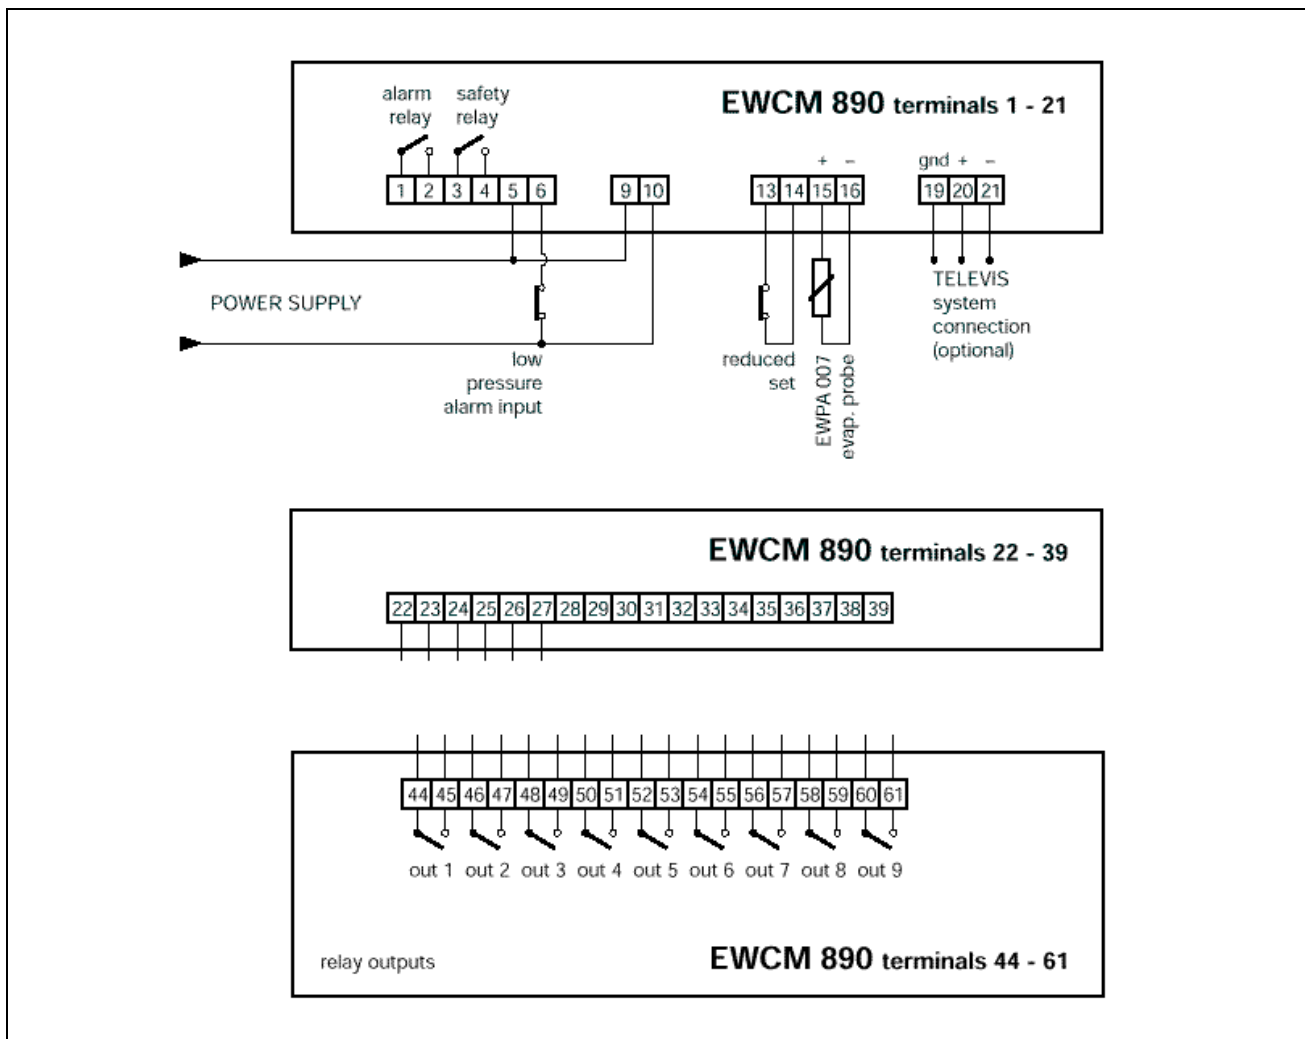 EWCM 890 terminals 1 - 21
alarm relay
safety relay
+ −
gnd + −
1 2 3 4 5 6 9 10 13 14 15 16 19 20 21
POWER SUPPLY
low
pressure
alarm input
reduced
set
EWPA 007
evap. probe
TELEVIS
system
connection
(optional)
EWCM 890 terminals 22 - 39
22 23 24 25 26 27 28 29 30 31 32 33 34 35 36 37 38 39
44 45 46 47 48 49 50 51 52 53 54 55 56 57 58 59 60 61
out 1 out 2 out 3 out 4 out 5 out 6 out 7 out 8 out 9
relay outputs
EWCM 890 terminals 44 - 61